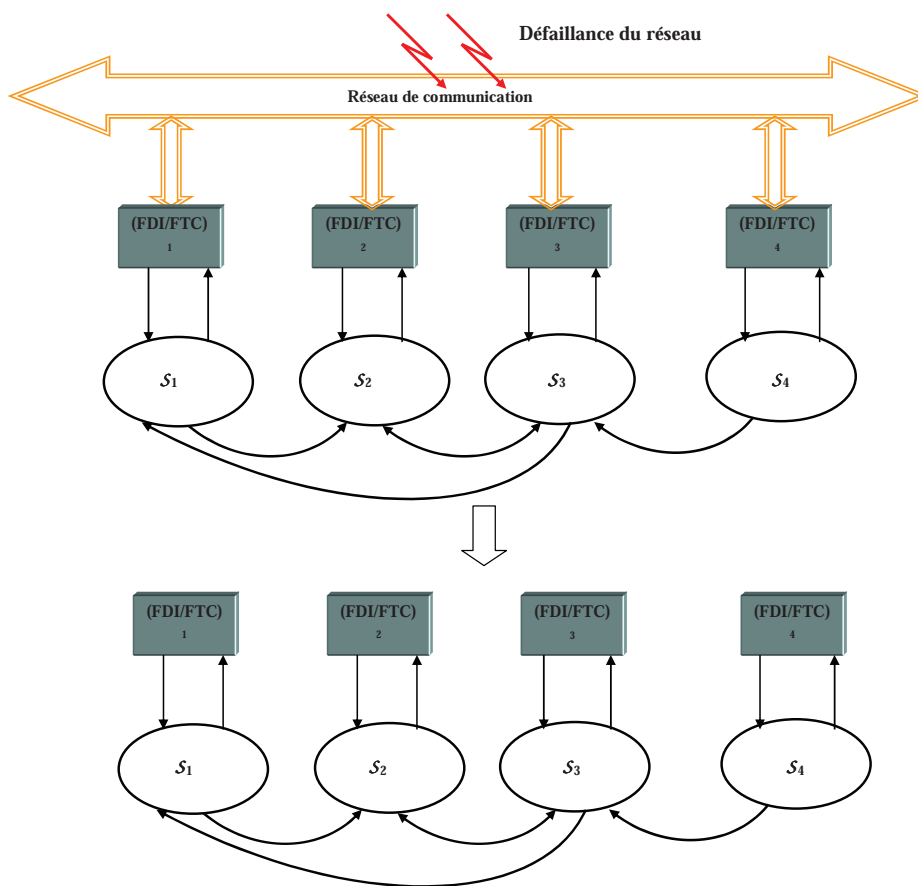 Défaillance du réseau
Réseau de communication
(FDI/FTC) (FDI/FTC) (FDI/FTC) (FDI/FTC)
1 2 3 4
S1 S2 S3 S4
(FDI/FTC) (FDI/FTC) (FDI/FTC) (FDI/FTC)
1 2 3 4
S1 S2 S3 S4